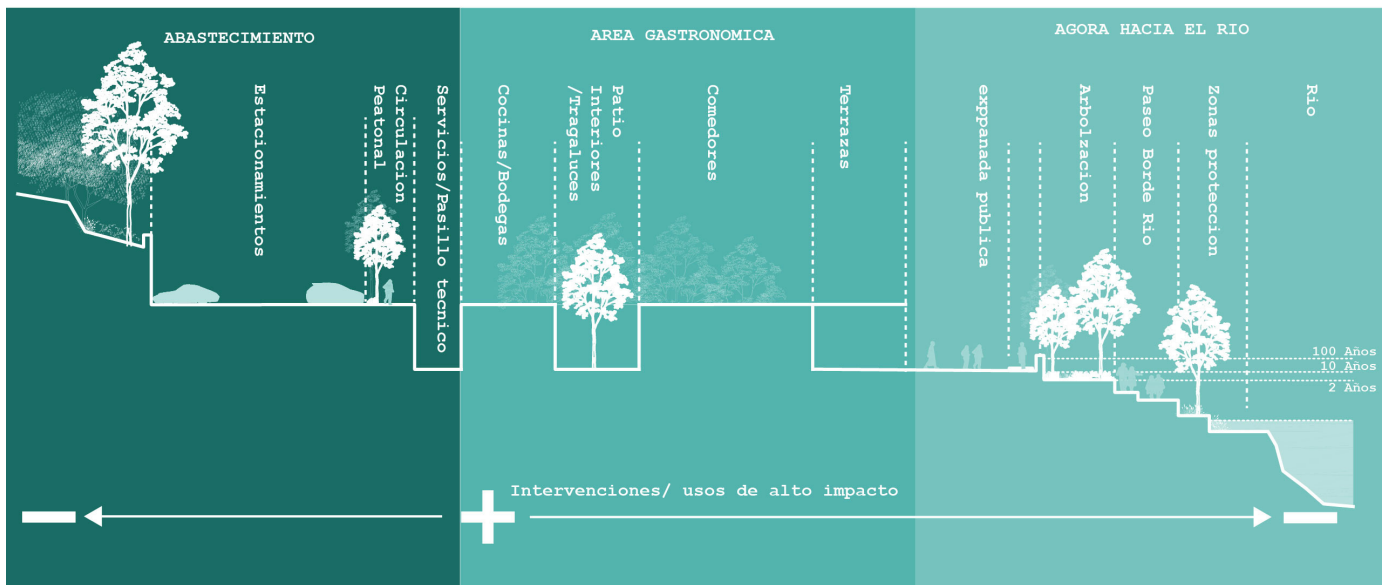 ABASTECIMIENTO
AREA GASTRONOMICA
AGORA HACIA EL RIO
Estacionamientos
Circulacion
Peatonal
Servicios/Pasillo tecnico
Cocinas/Bodegas
Patio
Interiores
/Tragaluces
Comedores
Terrazas
exppanada publica
Arbolzacion
Paseo Borde Rio
Zonas proteccion
Rio
100 Años
10 Años
2 Años
Intervenciones/ usos de alto impacto